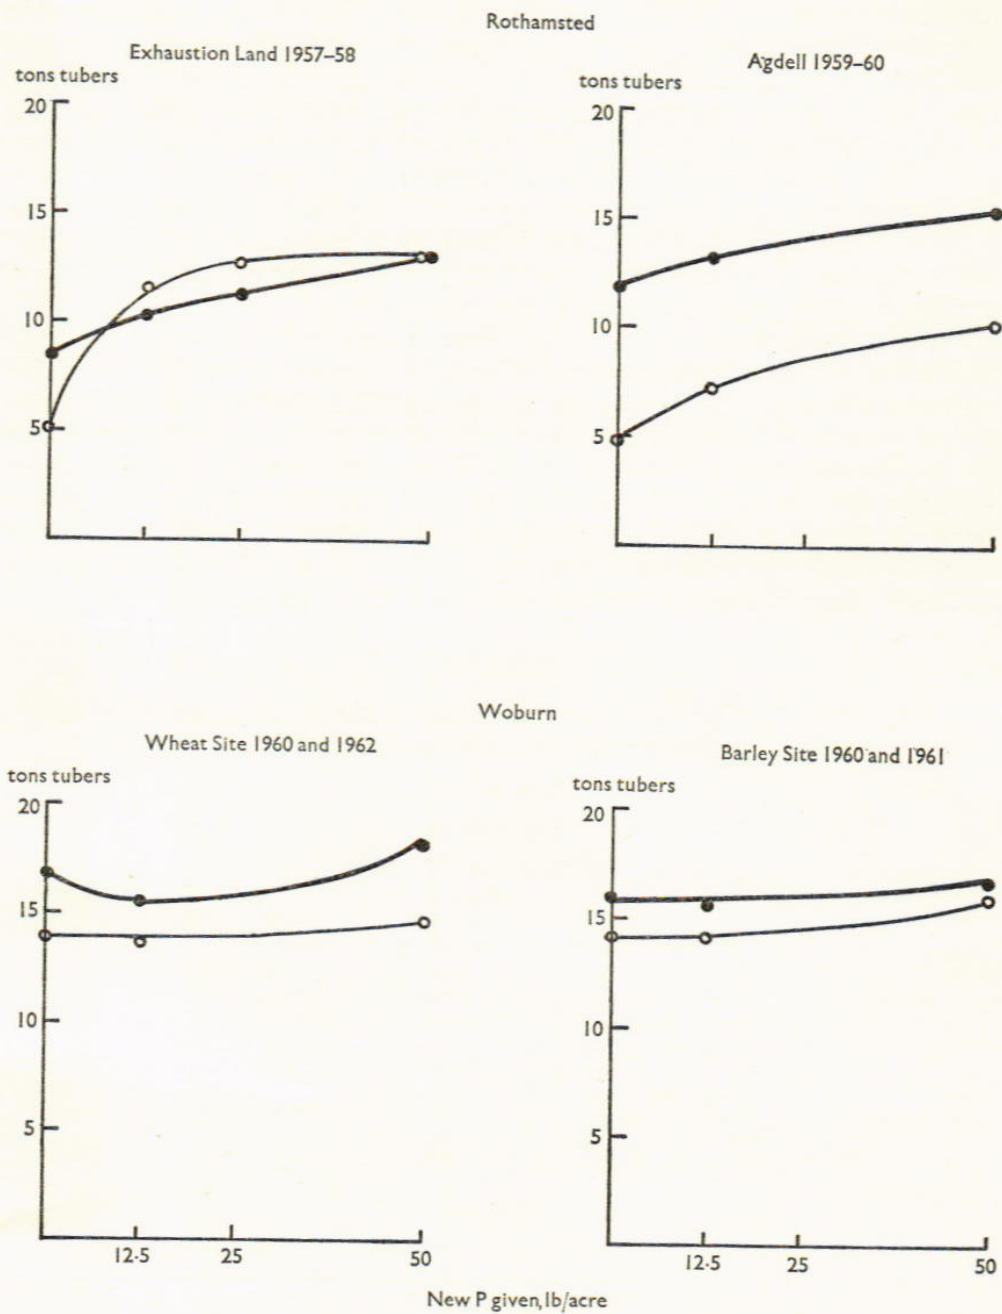 Rothamsted
Exhaustion Land 1957–58
tons tubers
20
15
10
5
Agdell 1959–60
tons tubers
20
15
10
5
Woburn
Wheat Site 1960 and 1962
tons tubers
20
15
10
5
12·5 25 50
Barley Site 1960 and 1961
tons tubers
20
15
10
5
12·5 25 50
New P given, lb/acre